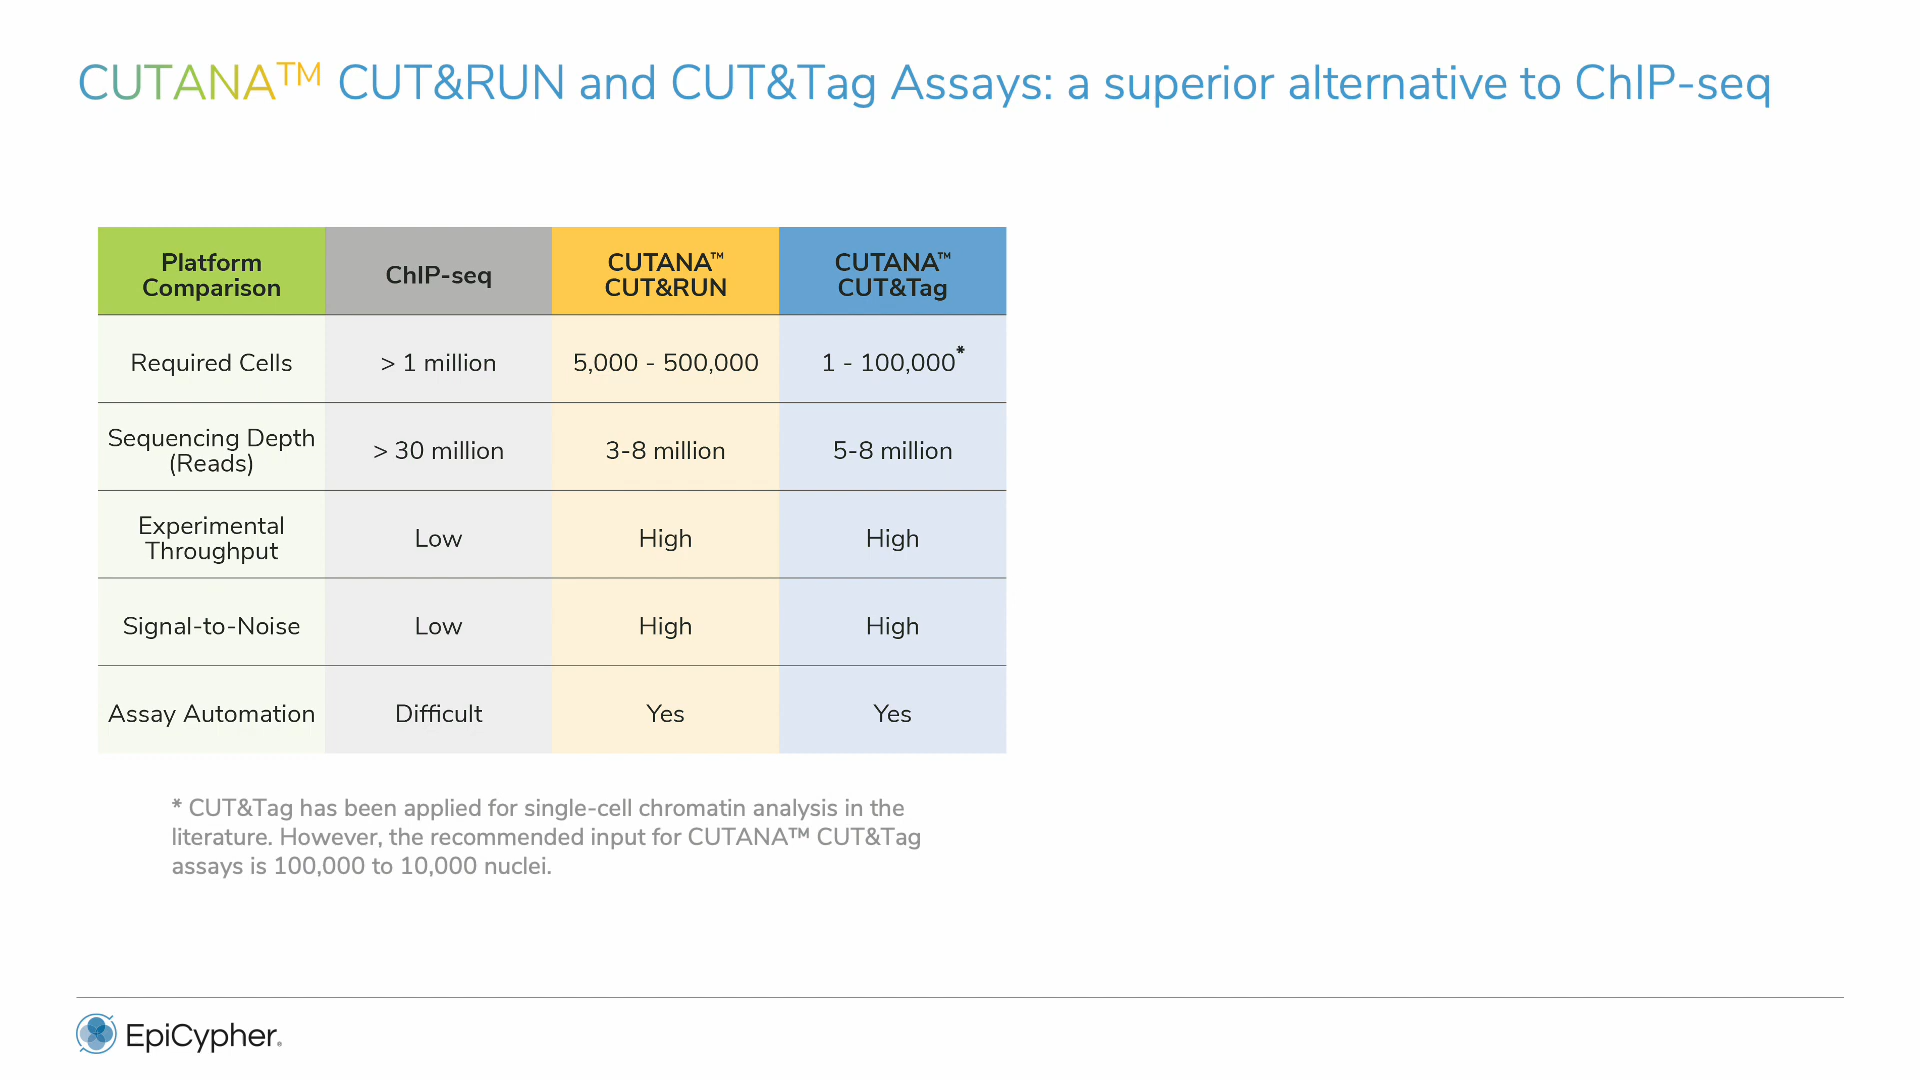 CUTANA™ CUT&RUN and CUT&Tag Assays: a superior alternative to ChIP-seq
Platform
Comparison
ChIP-seq
CUTANA™
CUT&RUN
CUTANA™
CUT&Tag
Required Cells
> 1 million
5,000 - 500,000
1 - 100,000*
Sequencing Depth
(Reads)
> 30 million
3-8 million
5-8 million
Experimental
Throughput
Low
High
High
Signal-to-Noise
Low
High
High
Assay Automation
Difficult
Yes
Yes
* CUT&Tag has been applied for single-cell chromatin analysis in the
literature. However, the recommended input for CUTANA™ CUT&Tag
assays is 100,000 to 10,000 nuclei.
EpiCypher®